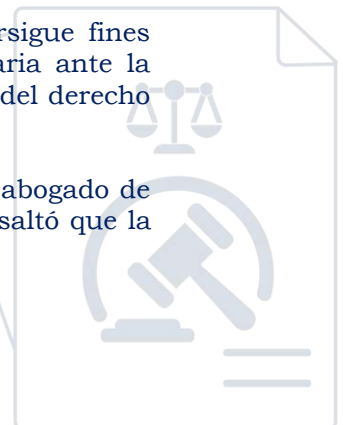 rsigue fines
aria ante la
del derecho
abogado de
saltó que la